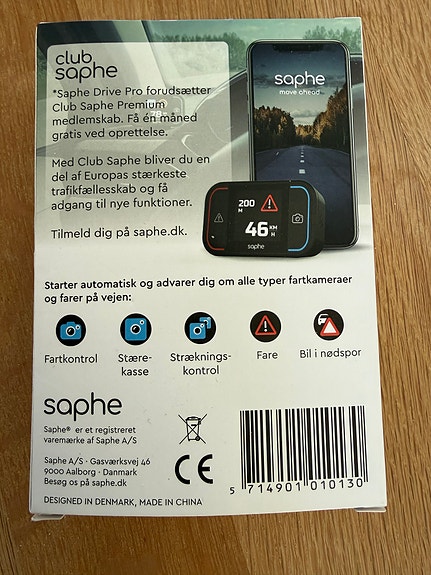 club
saphe
*Saphe Drive Pro forudsætter
Club Saphe Premium
medlemskab. Få én måned
gratis ved oprettelse.
Med Club Saphe bliver du en
del af Europas stærkeste
trafikfællesskab og få
adgang til nye funktioner.
Tilmeld dig på saphe.dk.
saphe
move ahead
200
M
46 KM
H
saphe
Starter automatisk og advarer dig om alle typer fartkameraer
og farer på vejen:
Fartkontrol
Stære-
kasse
Stræknings-
kontrol
Fare
Bil i nødspor
saphe
Saphe® er et registreret
varemærke af Saphe A/S
Saphe A/S · Gasværksvej 46
9000 Aalborg · Danmark
Besøg os på saphe.dk
DESIGNED IN DENMARK, MADE IN CHINA
CE
5 714901 010130